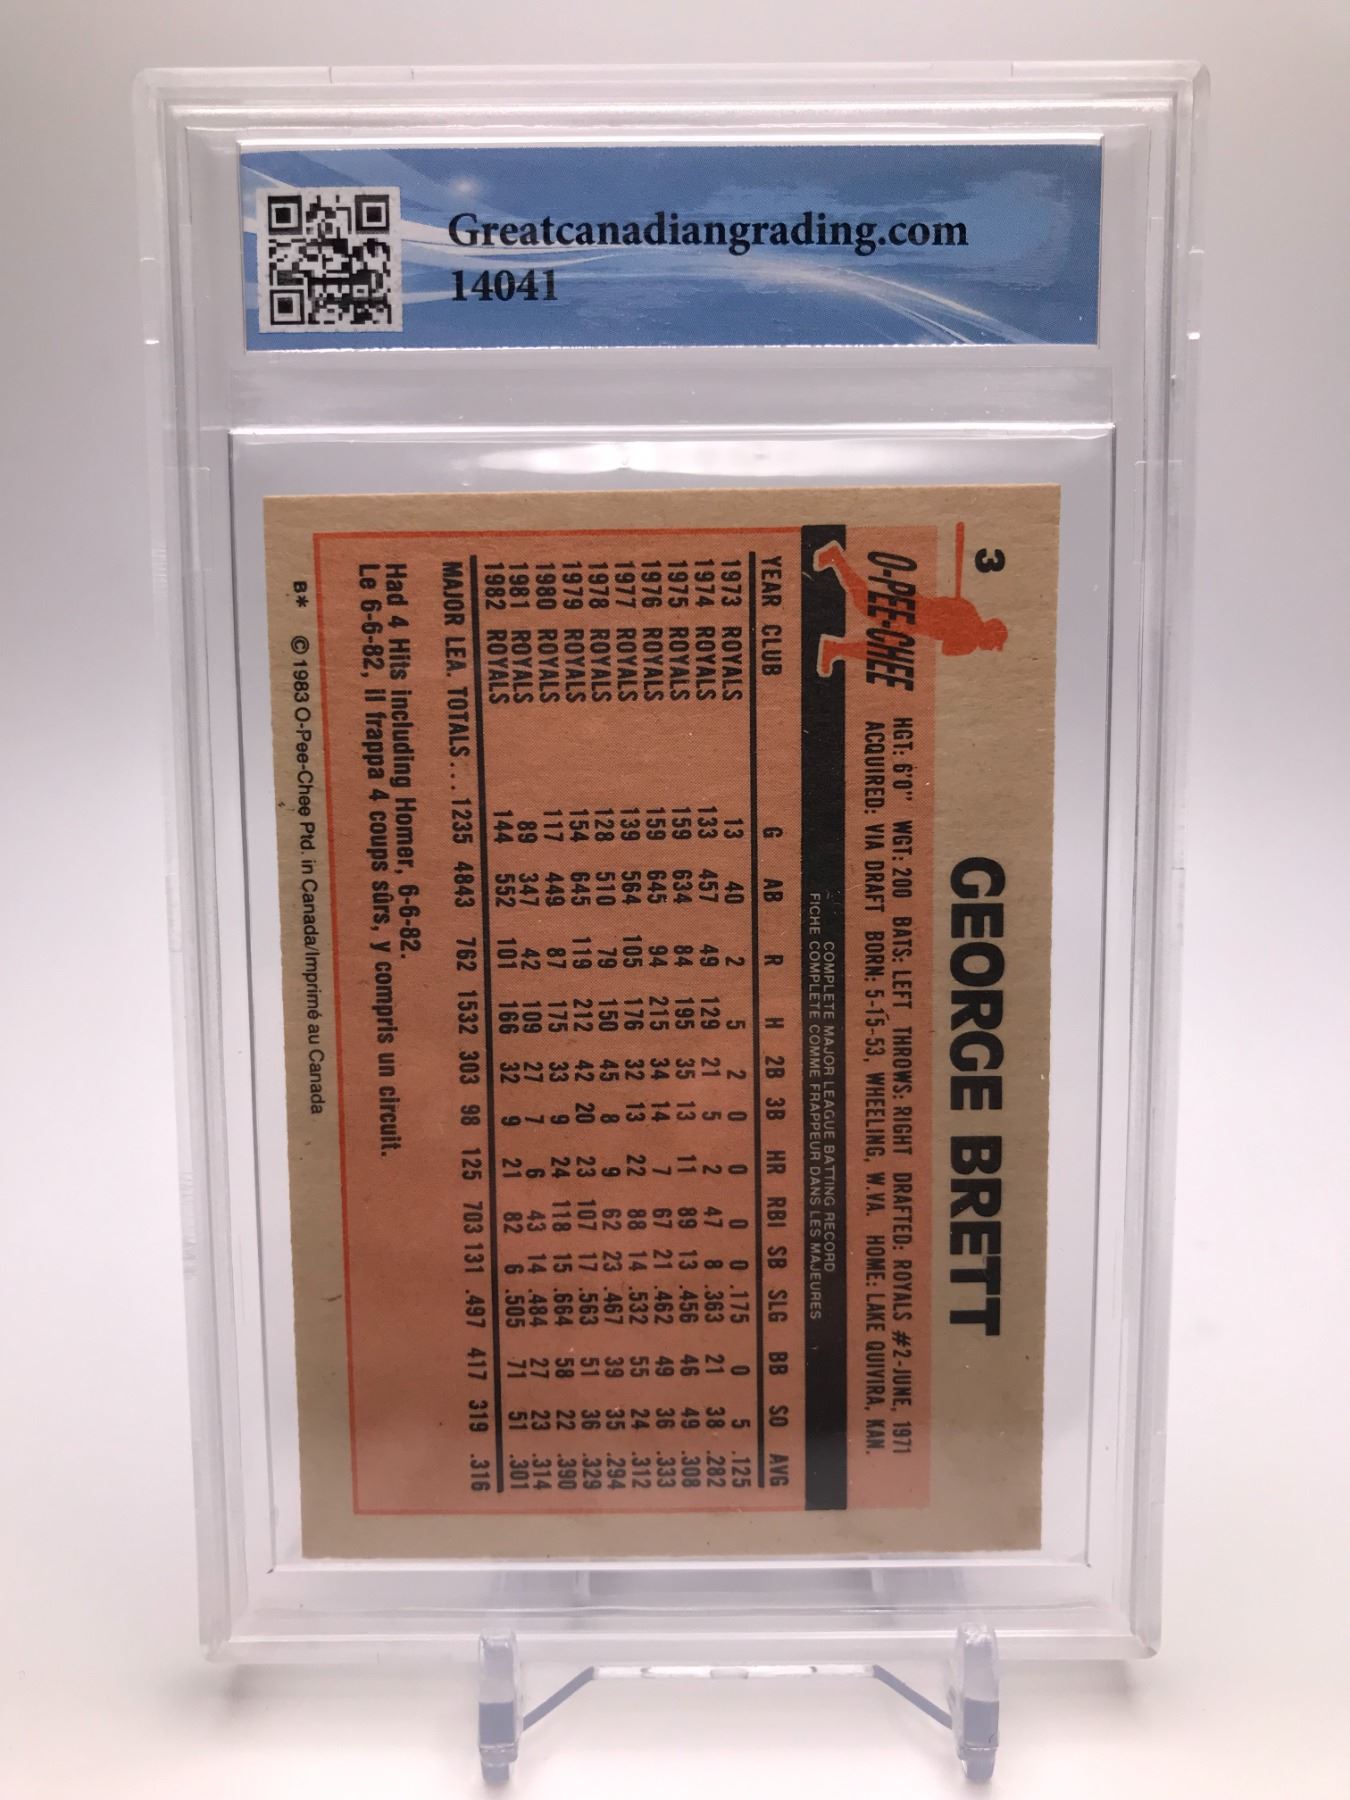 Greatcanadiangrading.com
14041
3
O-PEE-CHEE
GEORGE BRETT
HGT: 6'0" WGT: 200 BATS: LEFT THROWS: RIGHT DRAFTED: ROYALS #2-JUNE, 1971
ACQUIRED: VIA DRAFT BORN: 5-15-53, WHEELING, W.VA. HOME: LAKE QUIVIRA, KAN.
COMPLETE MAJOR LEAGUE BATTING RECORD
FICHE COMPLÈTE COMME FRAPPEUR DANS LES MAJEURES
YEAR CLUB G AB R H 2B 3B HR RBI SB SLG BB SO AVG
1973 ROYALS 13 40 2 5 2 0 0 0 0 .175 0 5 .125
1974 ROYALS 133 457 49 129 21 5 2 47 8 .363 21 38 .282
1975 ROYALS 159 634 84 195 35 13 11 89 13 .456 46 49 .308
1976 ROYALS 159 645 94 215 34 14 7 67 21 .462 49 36 .333
1977 ROYALS 139 564 105 176 32 13 22 88 14 .532 55 24 .312
1978 ROYALS 128 510 79 150 45 8 9 62 23 .467 39 35 .294
1979 ROYALS 154 645 119 212 42 20 23 107 17 .563 51 36 .329
1980 ROYALS 117 449 87 175 33 9 24 118 15 .664 58 22 .390
1981 ROYALS 89 347 42 109 27 7 6 43 14 .484 27 23 .314
1982 ROYALS 144 552 101 166 32 9 21 82 6 .505 71 51 .301
MAJOR LEA. TOTALS... 1235 4843 762 1532 303 98 125 703 131 .497 417 319 .316
Had 4 Hits including Homer, 6-6-82.
Le 6-6-82, il frappa 4 coups sûrs, y compris un circuit.
B* © 1983 O-Pee-Chee Ptd. in Canada/Imprimé au Canada